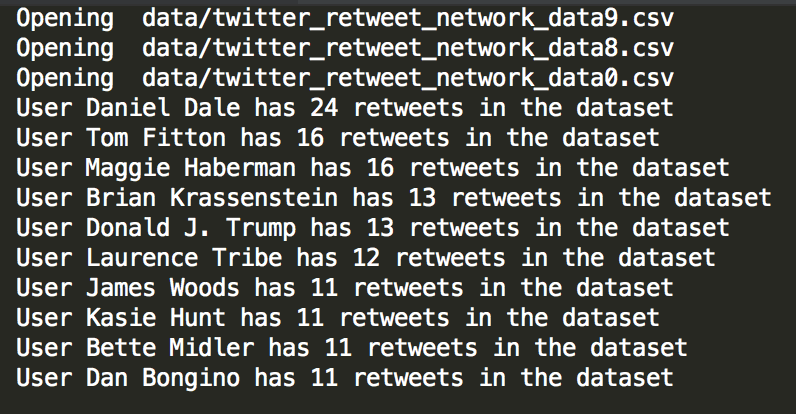 Opening  data/twitter_retweet_network_data9.csv
Opening  data/twitter_retweet_network_data8.csv
Opening  data/twitter_retweet_network_data0.csv
User Daniel Dale has 24 retweets in the dataset
User Tom Fitton has 16 retweets in the dataset
User Maggie Haberman has 16 retweets in the dataset
User Brian Krassenstein has 13 retweets in the dataset
User Donald J. Trump has 13 retweets in the dataset
User Laurence Tribe has 12 retweets in the dataset
User James Woods has 11 retweets in the dataset
User Kasie Hunt has 11 retweets in the dataset
User Bette Midler has 11 retweets in the dataset
User Dan Bongino has 11 retweets in the dataset